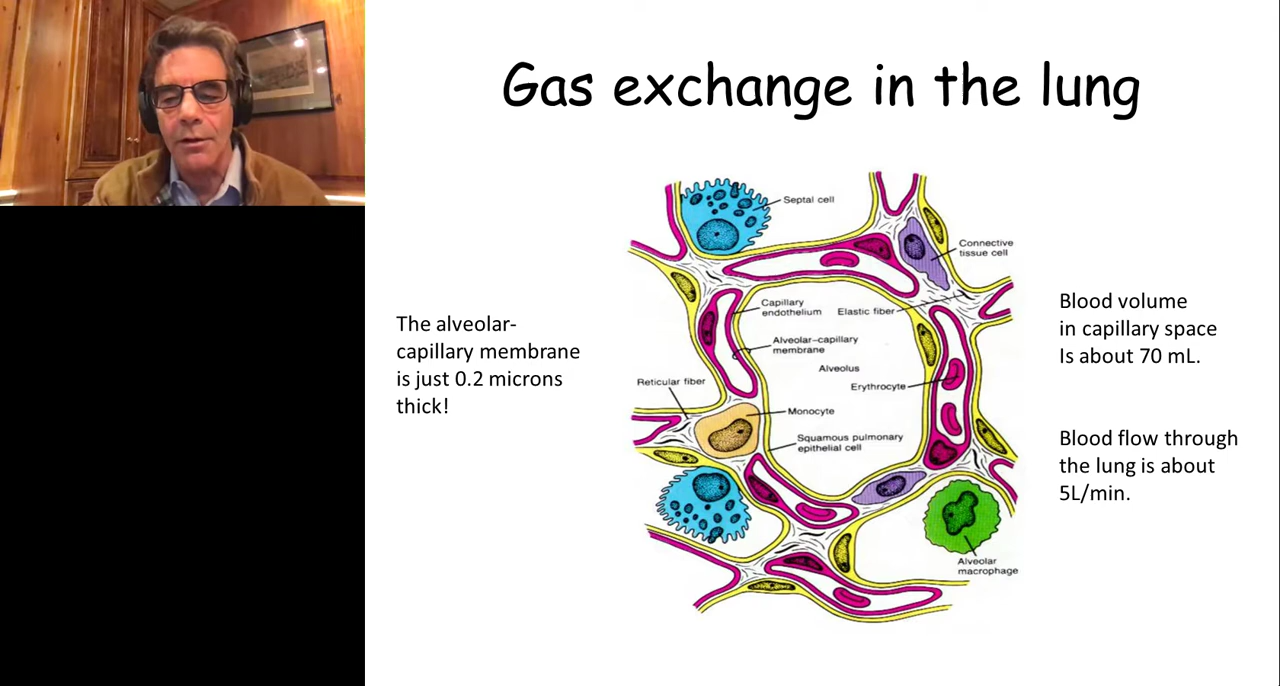 Gas exchange in the lung
The alveolar-
capillary membrane
is just 0.2 microns
thick!
Septal cell
Connective
tissue cell
Capillary
endothelium
Elastic fiber
Alveolar–capillary
membrane
Alveolus
Erythrocyte
Reticular fiber
Monocyte
Squamous pulmonary
epithelial cell
Alveolar
macrophage
Blood volume
in capillary space
Is about 70 mL.
Blood flow through
the lung is about
5L/min.